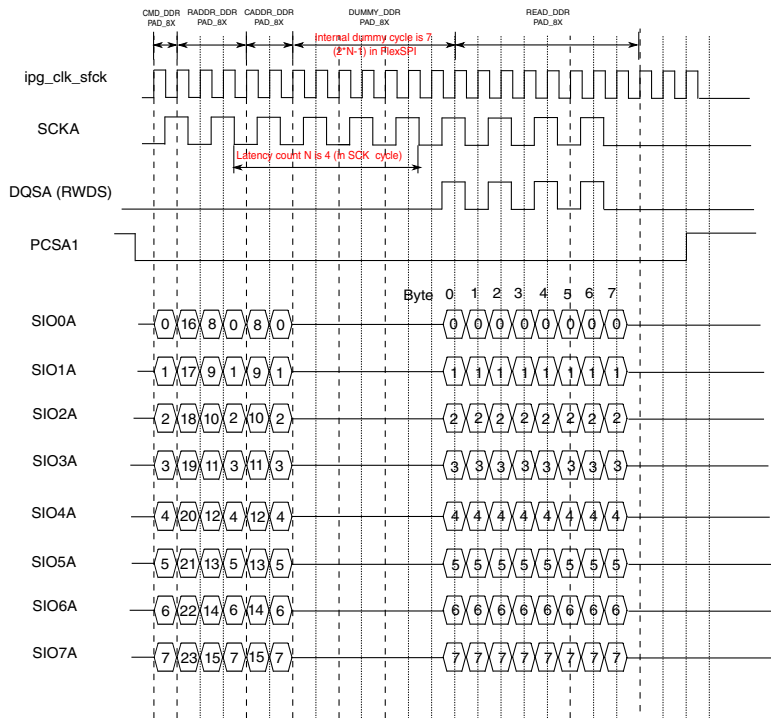 CMD_DDR RADDR_DDR CADDR_DDR DUMMY_DDR READ_DDR
PAD_8X PAD_8X PAD_8X PAD_8X PAD_8X
Internal dummy cycle is 7
(2*N-1) in FlexSPI
ipg_clk_sfck
SCKA
Latency count N is 4 (in SCK cycle)
DQSA (RWDS)
PCSA1
Byte 0 1 2 3 4 5 6 7
SIO0A 0 16 8 0 8 0 0 0 0 0 0 0 0 0
SIO1A 1 17 9 1 9 1 1 1 1 1 1 1 1 1
SIO2A 2 18 10 2 10 2 2 2 2 2 2 2 2 2
SIO3A 3 19 11 3 11 3 3 3 3 3 3 3 3 3
SIO4A 4 20 12 4 12 4 4 4 4 4 4 4 4 4
SIO5A 5 21 13 5 13 5 5 5 5 5 5 5 5 5
SIO6A 6 22 14 6 14 6 6 6 6 6 6 6 6 6
SIO7A 7 23 15 7 15 7 7 7 7 7 7 7 7 7